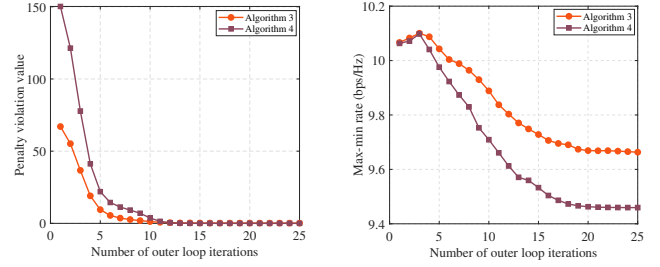 150
100
50
0
Penalty violation value
Algorithm 3
Algorithm 4
0 5 10 15 20 25
Number of outer loop iterations
10.2
10
9.8
9.6
9.4
Max-min rate (bps/Hz)
Algorithm 3
Algorithm 4
0 5 10 15 20 25
Number of outer loop iterations